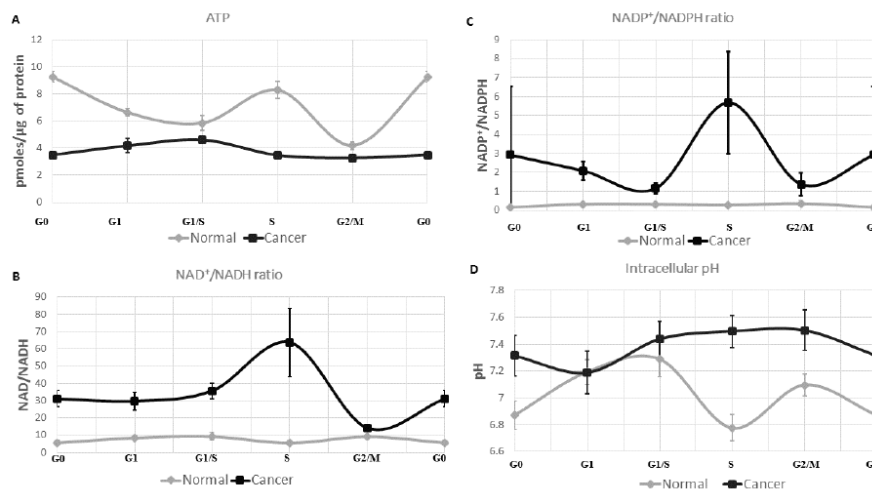 A
ATP
pmoles/µg of protein
12
10
8
6
4
2
0
G0 G1 G1/S S G2/M G0
Normal Cancer
B
NAD⁺/NADH ratio
NAD/NADH
90
80
70
60
50
40
30
20
10
0
G0 G1 G1/S S G2/M G0
Normal Cancer
C
NADP⁺/NADPH ratio
NADP⁺/NADPH
9
8
7
6
5
4
3
2
1
0
G0 G1 G1/S S G2/M
Normal Cancer
D
Intracellular pH
pH
7.8
7.6
7.4
7.2
7
6.8
6.6
G0 G1 G1/S S G2/M
Normal Cancer